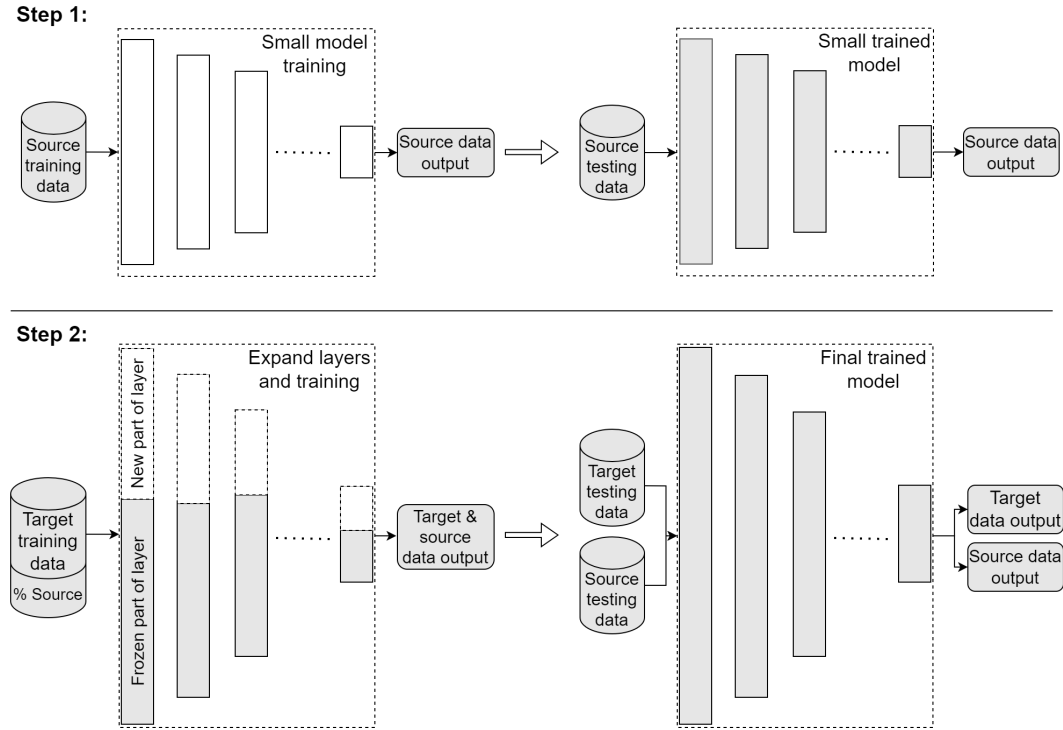 Step 1:
Small model
training
Source
training
data
Source data
output
Small trained
model
Source
testing
data
Source data
output
Step 2:
Expand layers
and training
New part of layer
Frozen part of layer
Target
training
data
% Source
Target &
source
data output
Final trained
model
Target
testing
data
Source
testing
data
Target
data output
Source data
output